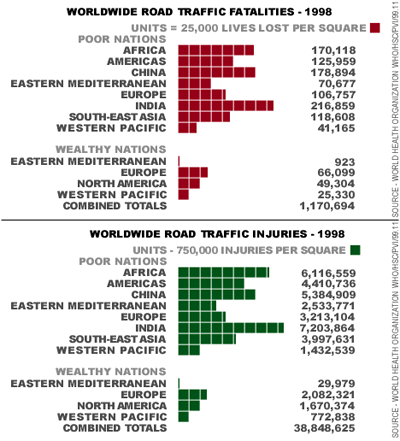 WORLDWIDE ROAD TRAFFIC FATALITIES - 1998
UNITS = 25,000 LIVES LOST PER SQUARE
POOR NATIONS
AFRICA 170,118
AMERICAS 125,959
CHINA 178,894
EASTERN MEDITERRANEAN 70,677
EUROPE 106,757
INDIA 216,859
SOUTH-EAST ASIA 118,608
WESTERN PACIFIC 41,165
WEALTHY NATIONS
EASTERN MEDITERRANEAN 923
EUROPE 66,099
NORTH AMERICA 49,304
WESTERN PACIFIC 25,330
COMBINED TOTALS 1,170,694
SOURCE - WORLD HEALTH ORGANIZATION WHO/HSC/PVI/99.11
WORLDWIDE ROAD TRAFFIC INJURIES - 1998
UNITS - 750,000 INJURIES PER SQUARE
POOR NATIONS
AFRICA 6,116,559
AMERICAS 4,410,736
CHINA 5,384,909
EASTERN MEDITERRANEAN 2,533,771
EUROPE 3,213,104
INDIA 7,203,864
SOUTH-EAST ASIA 3,997,631
WESTERN PACIFIC 1,432,539
WEALTHY NATIONS
EASTERN MEDITERRANEAN 29,979
EUROPE 2,082,321
NORTH AMERICA 1,670,374
WESTERN PACIFIC 772,838
COMBINED TOTALS 38,848,625
SOURCE - WORLD HEALTH ORGANIZATION WHO/HSC/PVI/99.11